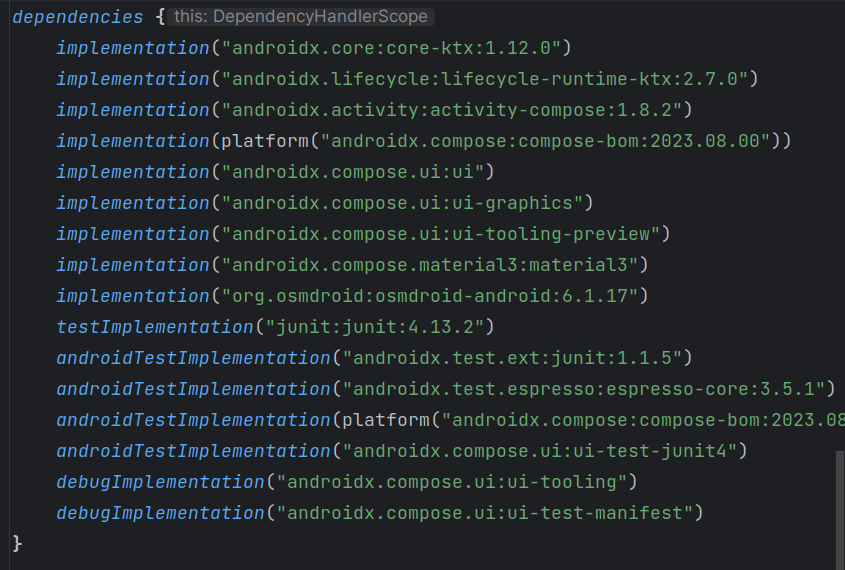 dependencies { this: DependencyHandlerScope
    implementation("androidx.core:core-ktx:1.12.0")
    implementation("androidx.lifecycle:lifecycle-runtime-ktx:2.7.0")
    implementation("androidx.activity:activity-compose:1.8.2")
    implementation(platform("androidx.compose:compose-bom:2023.08.00"))
    implementation("androidx.compose.ui:ui")
    implementation("androidx.compose.ui:ui-graphics")
    implementation("androidx.compose.ui:ui-tooling-preview")
    implementation("androidx.compose.material3:material3")
    implementation("org.osmdroid:osmdroid-android:6.1.17")
    testImplementation("junit:junit:4.13.2")
    androidTestImplementation("androidx.test.ext:junit:1.1.5")
    androidTestImplementation("androidx.test.espresso:espresso-core:3.5.1")
    androidTestImplementation(platform("androidx.compose:compose-bom:2023.08
    androidTestImplementation("androidx.compose.ui:ui-test-junit4")
    debugImplementation("androidx.compose.ui:ui-tooling")
    debugImplementation("androidx.compose.ui:ui-test-manifest")
}